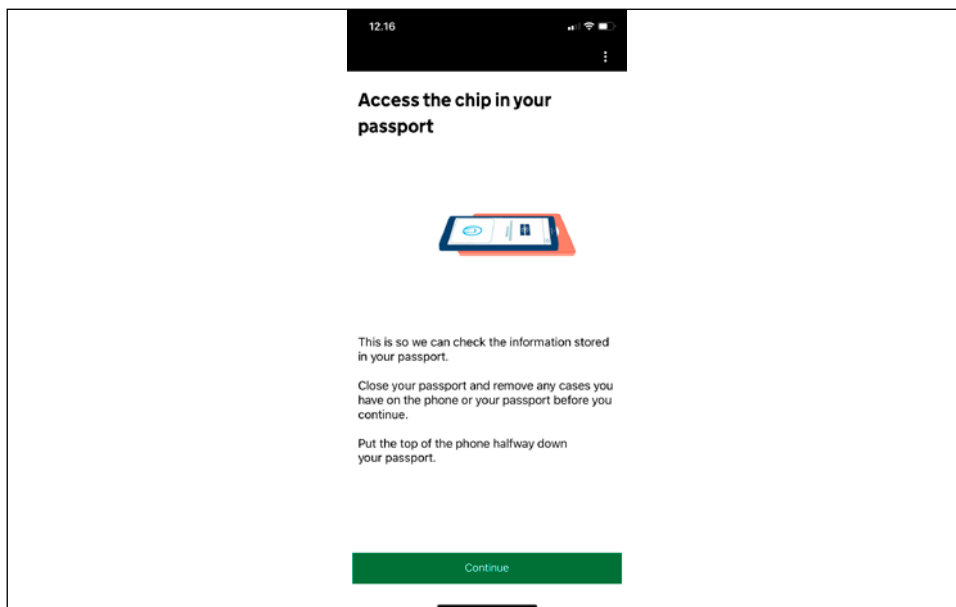 12.16
Access the chip in your
passport
This is so we can check the information stored
in your passport.
Close your passport and remove any cases you
have on the phone or your passport before you
continue.
Put the top of the phone halfway down
your passport.
Continue